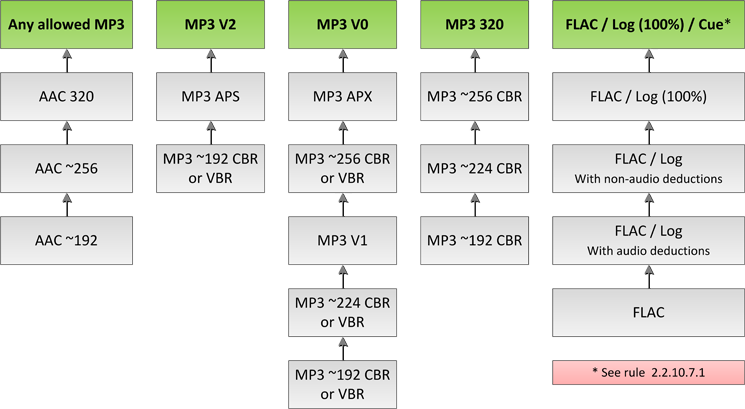 Any allowed MP3
AAC 320
AAC ~256
AAC ~192
MP3 V2
MP3 APS
MP3 ~192 CBR
or VBR
MP3 V0
MP3 APX
MP3 ~256 CBR
or VBR
MP3 V1
MP3 ~224 CBR
or VBR
MP3 ~192 CBR
or VBR
MP3 320
MP3 ~256 CBR
MP3 ~224 CBR
MP3 ~192 CBR
FLAC / Log (100%) / Cue*
FLAC / Log (100%)
FLAC / Log
With non-audio deductions
FLAC / Log
With audio deductions
FLAC
* See rule 2.2.10.7.1